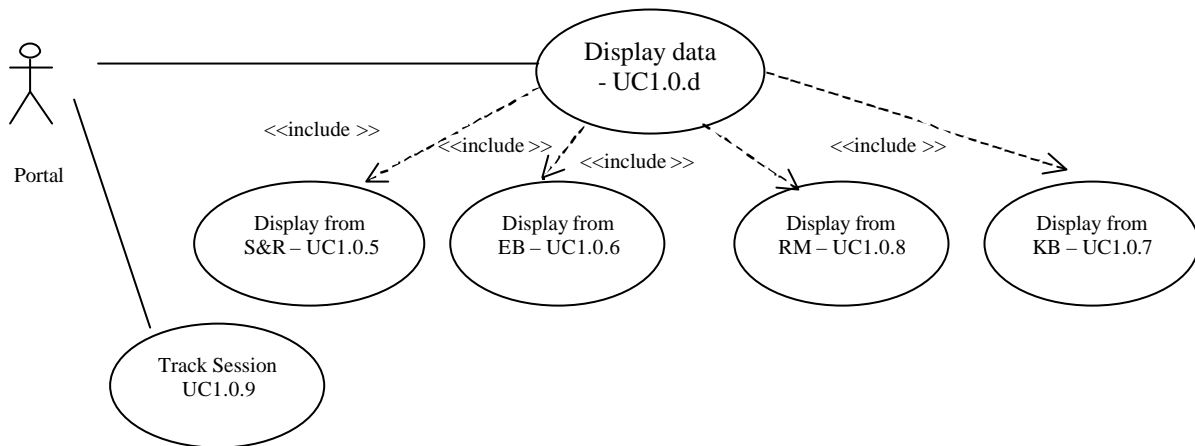 Display data
- UC1.0.d
<<include >>
<<include >>
<<include >>
<<include >>
Portal
Display from
S&R – UC1.0.5
Display from
EB – UC1.0.6
Display from
RM – UC1.0.8
Display from
KB – UC1.0.7
Track Session
UC1.0.9